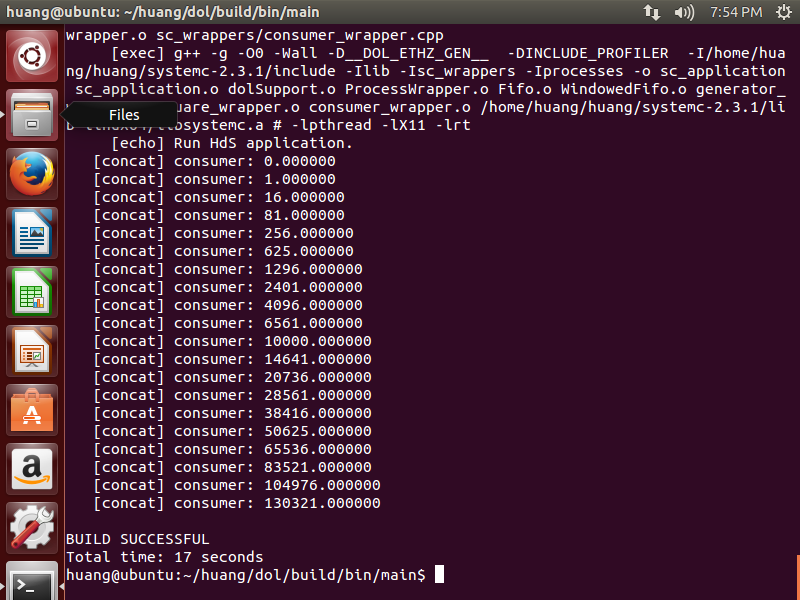 huang@ubuntu: ~/huang/dol/build/bin/main
7:54 PM
wrapper.o sc_wrappers/consumer_wrapper.cpp
[exec] g++ -g -O0 -Wall -D__DOL_ETHZ_GEN__ -DINCLUDE_PROFILER -I/home/hua
ng/huang/systemc-2.3.1/include -Ilib -Isc_wrappers -Iprocesses -o sc_application
sc_application.o dolSupport.o ProcessWrapper.o Fifo.o WindowedFifo.o generator_
Files
consumer_wrapper.o /home/huang/huang/systemc-2.3.1/li
# -lpthread -lX11 -lrt
[echo] Run HdS application.
[concat] consumer: 0.000000
[concat] consumer: 1.000000
[concat] consumer: 16.000000
[concat] consumer: 81.000000
[concat] consumer: 256.000000
[concat] consumer: 625.000000
[concat] consumer: 1296.000000
[concat] consumer: 2401.000000
[concat] consumer: 4096.000000
[concat] consumer: 6561.000000
[concat] consumer: 10000.000000
[concat] consumer: 14641.000000
[concat] consumer: 20736.000000
[concat] consumer: 28561.000000
[concat] consumer: 38416.000000
[concat] consumer: 50625.000000
[concat] consumer: 65536.000000
[concat] consumer: 83521.000000
[concat] consumer: 104976.000000
[concat] consumer: 130321.000000
BUILD SUCCESSFUL
Total time: 17 seconds
huang@ubuntu:~/huang/dol/build/bin/main$